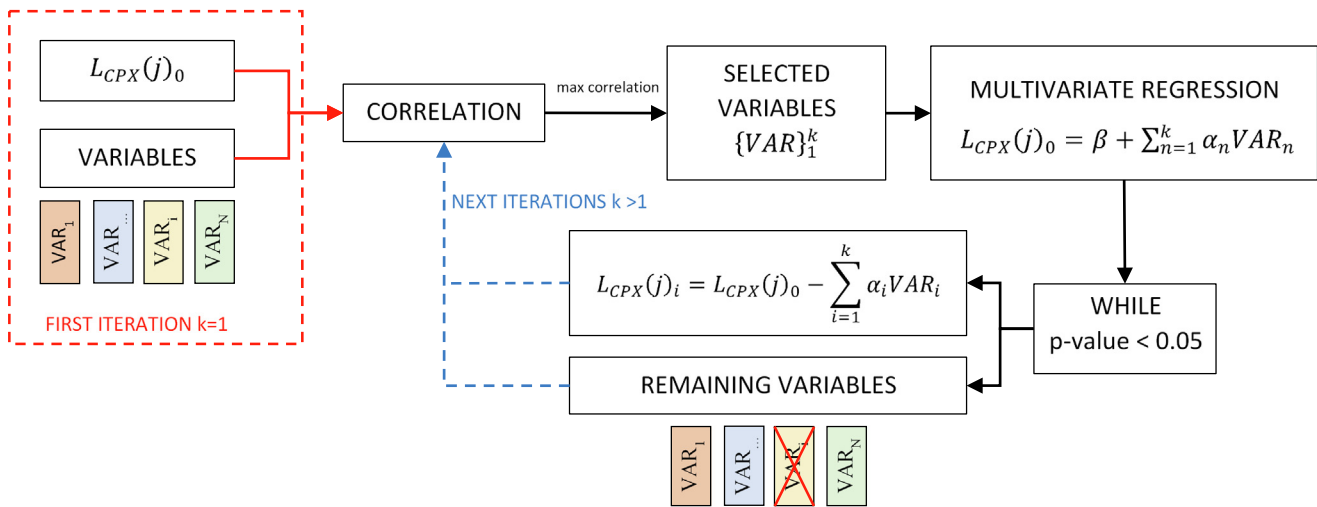 L_CPX(j)_0
VARIABLES
VAR_1
VAR_...
VAR_i
VAR_N
FIRST ITERATION k=1
CORRELATION
max correlation
SELECTED
VARIABLES
{VAR}_1^k
MULTIVARIATE REGRESSION
L_CPX(j)_0 = β + ∑_{n=1}^{k} α_n VAR_n
NEXT ITERATIONS k >1
L_CPX(j)_i = L_CPX(j)_0 − ∑_{i=1}^{k} α_i VAR_i
WHILE
p-value < 0.05
REMAINING VARIABLES
VAR_1
VAR_...
VAR_i
VAR_N